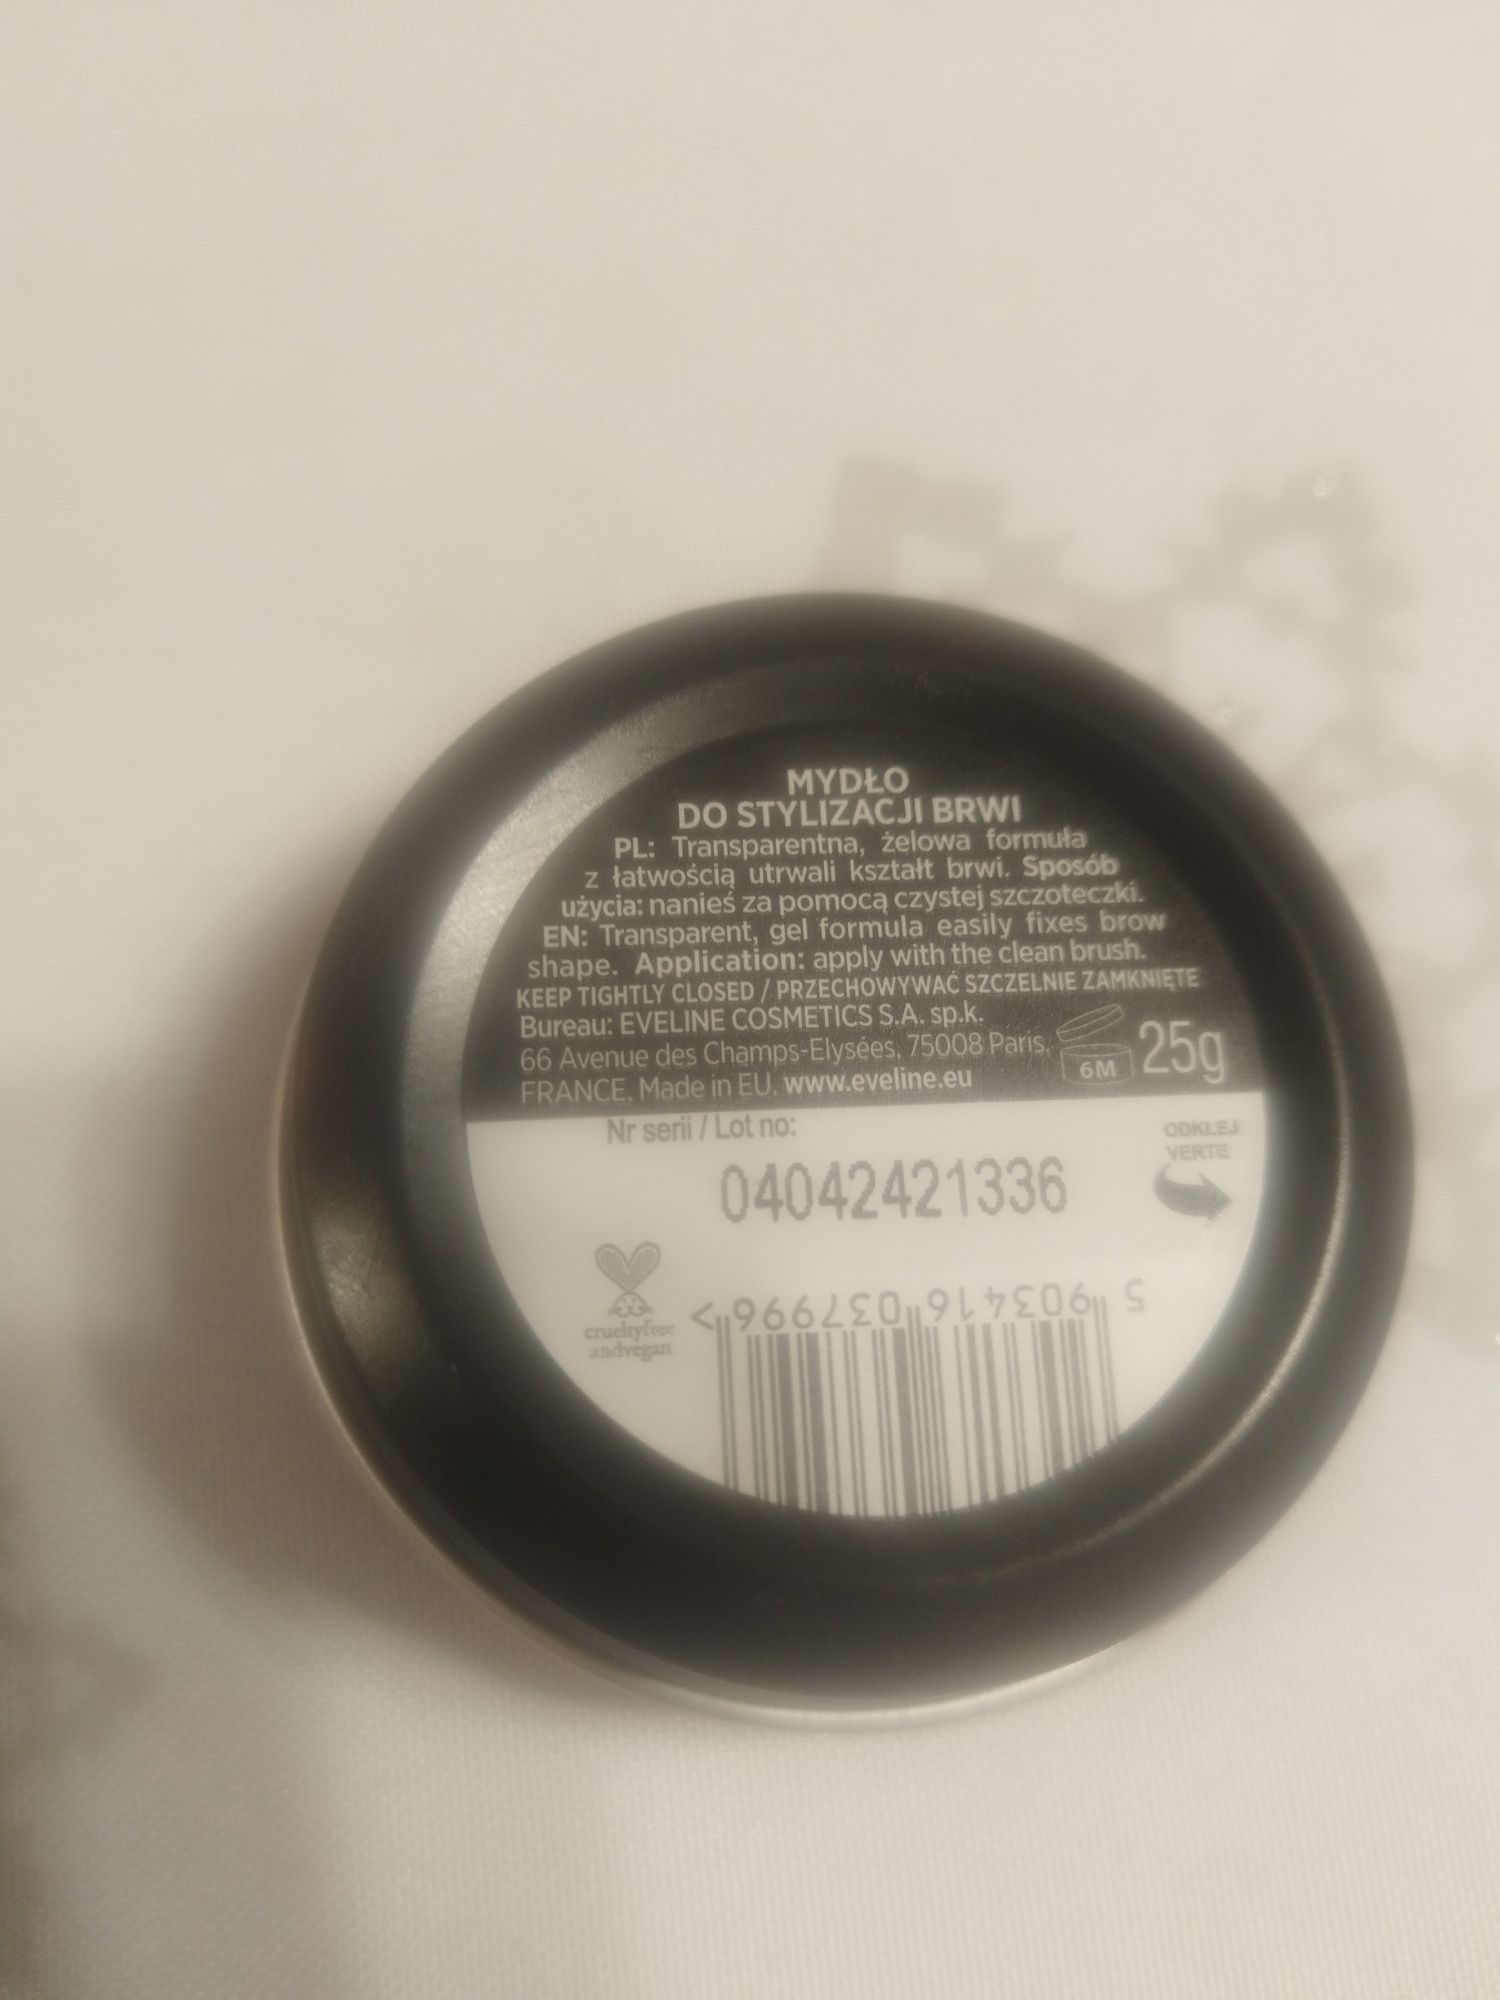 MYDŁO
DO STYLIZACJI BRWI
PL: Transparentna, żelowa formuła
z łatwością utrwali kształt brwi. Sposób
użycia: nanieś za pomocą czystej szczoteczki.
EN: Transparent, gel formula easily fixes brow
shape. Application: apply with the clean brush.
KEEP TIGHTLY CLOSED / PRZECHOWYWAĆ SZCZELNIE ZAMKNIĘTE
Bureau: EVELINE COSMETICS S.A. sp.k.
66 Avenue des Champs-Elysées, 75008 Paris,
FRANCE, Made in EU. www.eveline.eu
6M
25g
Nr serii / Lot no:
ODKLEJ
VERTE
04042421336
crueltyfree
andvegan
5 903416 037996 >